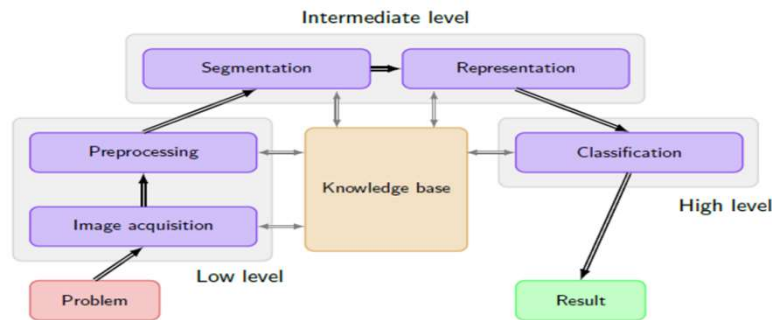 Intermediate level
Segmentation
Representation
Preprocessing
Knowledge base
Classification
Image acquisition
High level
Low level
Problem
Result